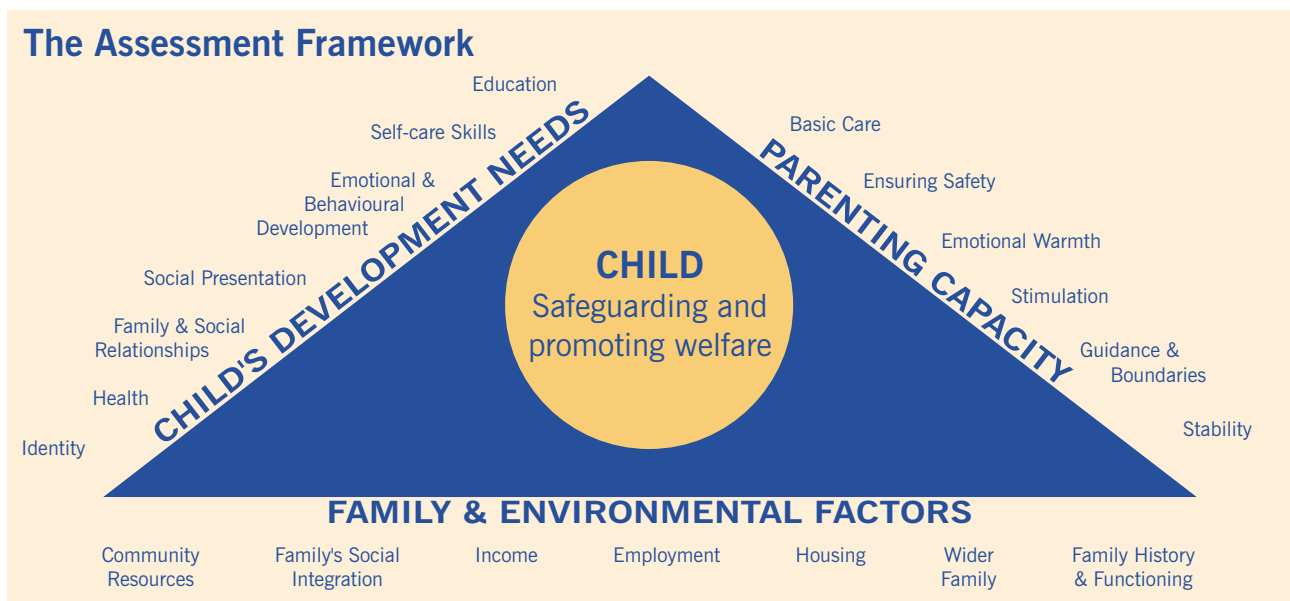 The Assessment Framework
Education
Self-care Skills
Emotional &
Behavioural
Development
Social Presentation
Family & Social
Relationships
Health
Identity
CHILD'S DEVELOPMENT NEEDS
CHILD
Safeguarding and
promoting welfare
PARENTING CAPACITY
Basic Care
Ensuring Safety
Emotional Warmth
Stimulation
Guidance &
Boundaries
Stability
FAMILY & ENVIRONMENTAL FACTORS
Community
Resources
Family's Social
Integration
Income
Employment
Housing
Wider
Family
Family History
& Functioning